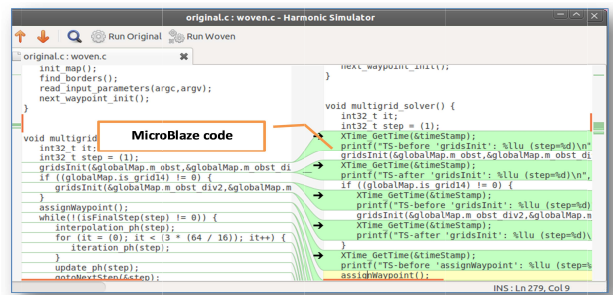 original.c : woven.c - Harmonic Simulator
Run Original Run Woven
original.c : woven.c
init_map();
find_borders();
read_input_parameters(argc,argv);
next_waypoint_init();
}
void multigrid
int32_t it;
int32_t step = (1);
gridsInit(&globalMap.m_obst,&globalMap.m_obst_di
if ((globalMap.is_grid14) != 0) {
gridsInit(&globalMap.m_obst_div2,&globalMap.m
}
assignWaypoint();
while(!(isFinalStep(step) != 0)) {
interpolation_ph(step);
for (it = (0); it < (3 * (64 / 16)); it++) {
iteration_ph(step);
}
update_ph(step);
gotoNextStep(&step);
MicroBlaze code
next_waypoint_init();
}
void multigrid_solver() {
int32_t it;
int32_t step = (1);
XTime_GetTime(&timeStamp);
printf("TS-before 'gridsInit': %llu (step=%d)\n"
gridsInit(&globalMap.m_obst,&globalMap.m_obst_di
XTime_GetTime(&timeStamp);
printf("TS-after 'gridsInit': %llu (step=%d)\n",
if ((globalMap.is_grid14) != 0) {
XTime_GetTime(&timeStamp);
printf("TS-before 'gridsInit': %llu (step=%d)
gridsInit(&globalMap.m_obst_div2,&globalMap.m
XTime_GetTime(&timeStamp);
printf("TS-after 'gridsInit': %llu (step=%d)\
}
XTime_GetTime(&timeStamp);
printf("TS-before 'assignWaypoint': %llu (step=%
assignWaypoint();
INS : Ln 279, Col 9